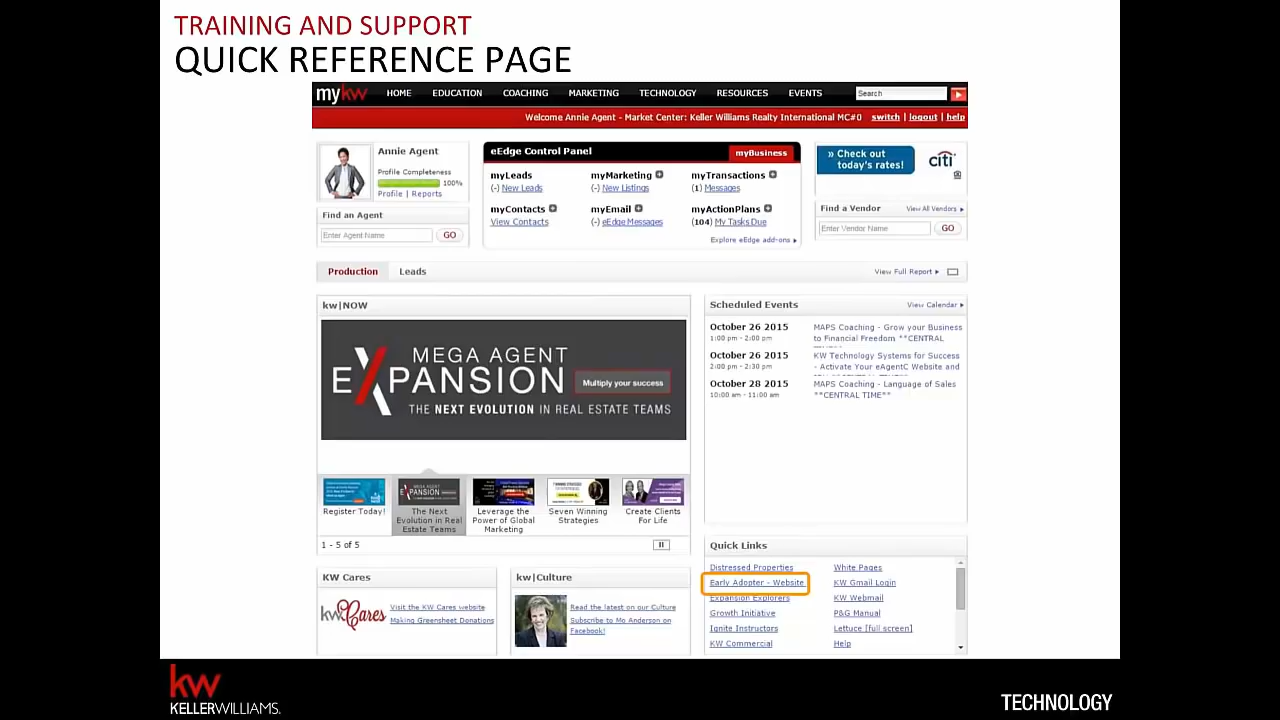 TRAINING AND SUPPORT
QUICK REFERENCE PAGE
mykw HOME EDUCATION COACHING MARKETING TECHNOLOGY RESOURCES EVENTS Search
Welcome Annie Agent - Market Center: Keller Williams Realty International MC#0 switch | logout | help
Annie Agent
Profile Completeness
100%
Profile | Reports
Find an Agent
Enter Agent Name GO
eEdge Control Panel myBusiness
myLeads myMarketing myTransactions
(-) New Leads (-) New Listings (1) Messages
myContacts myEmail myActionPlans
View Contacts (-) eEdge Messages (104) My Tasks Due
Explore eEdge add-ons
» Check out
today's rates!
citi
Find a Vendor View All Vendors
Enter Vendor Name GO
Production Leads View Full Report
kw|NOW
MEGA AGENT
EXPANSION
Multiply your success
THE NEXT EVOLUTION IN REAL ESTATE TEAMS
Register Today!
The Next
Evolution in Real
Estate Teams
Leverage the
Power of Global
Marketing
Seven Winning
Strategies
Create Clients
For Life
1 - 5 of 5
Scheduled Events View Calendar
October 26 2015 MAPS Coaching - Grow your Business
1:00 pm - 2:00 pm to Financial Freedom **CENTRAL
October 26 2015 KW Technology Systems for Success
2:00 pm - 2:30 pm - Activate Your eAgentC Website and
October 28 2015 MAPS Coaching - Language of Sales
10:00 am - 11:00 am **CENTRAL TIME**
KW Cares
kwCares
Visit the KW Cares website
Making Greensheet Donations
kw|Culture
Read the latest on our Culture
Subscribe to Mo Anderson on
Facebook!
Quick Links
Distressed Properties White Pages
Early Adopter - Website KW Gmail Login
Expansion Explorers KW Webmail
Growth Initiative P&G Manual
Ignite Instructors Lettuce [full screen]
KW Commercial Help
kw
KELLERWILLIAMS.
TECHNOLOGY